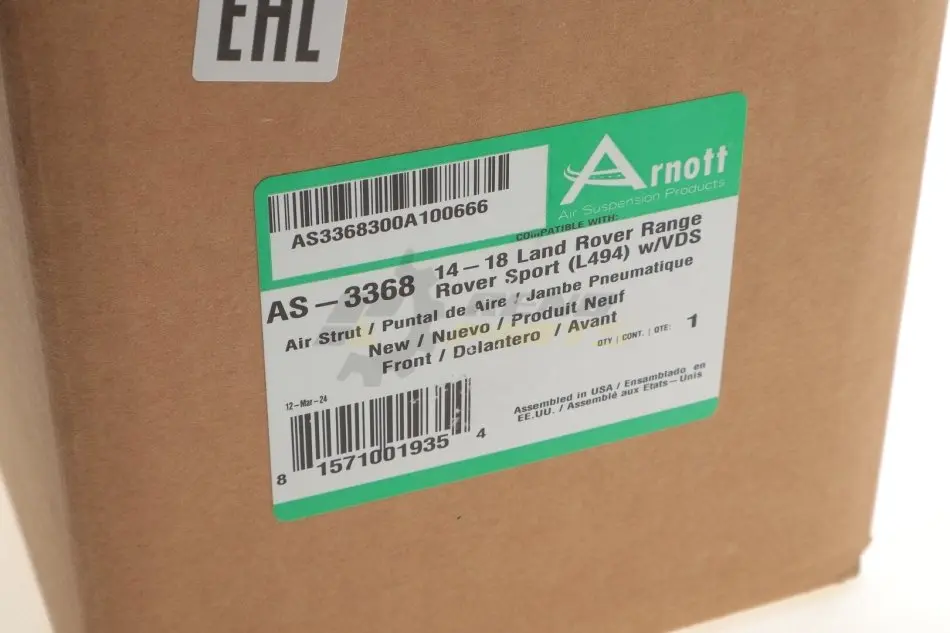 EAC
Arnott
Air Suspension Products
AS3368300A100666
COMPATIBLE WITH:
AS-3368
14-18 Land Rover Range
Rover Sport (L494) w/VDS
Air Strut / Puntal de Aire / Jambe Pneumatique
New / Nuevo / Produit Neuf
Front / Delantero / Avant
QTY | CONT. | QTE: 1
12-Mar-24
Assembled in USA / Ensamblado en
EE.UU. / Assemblé aux Etats-Unis
8 1571001935 4